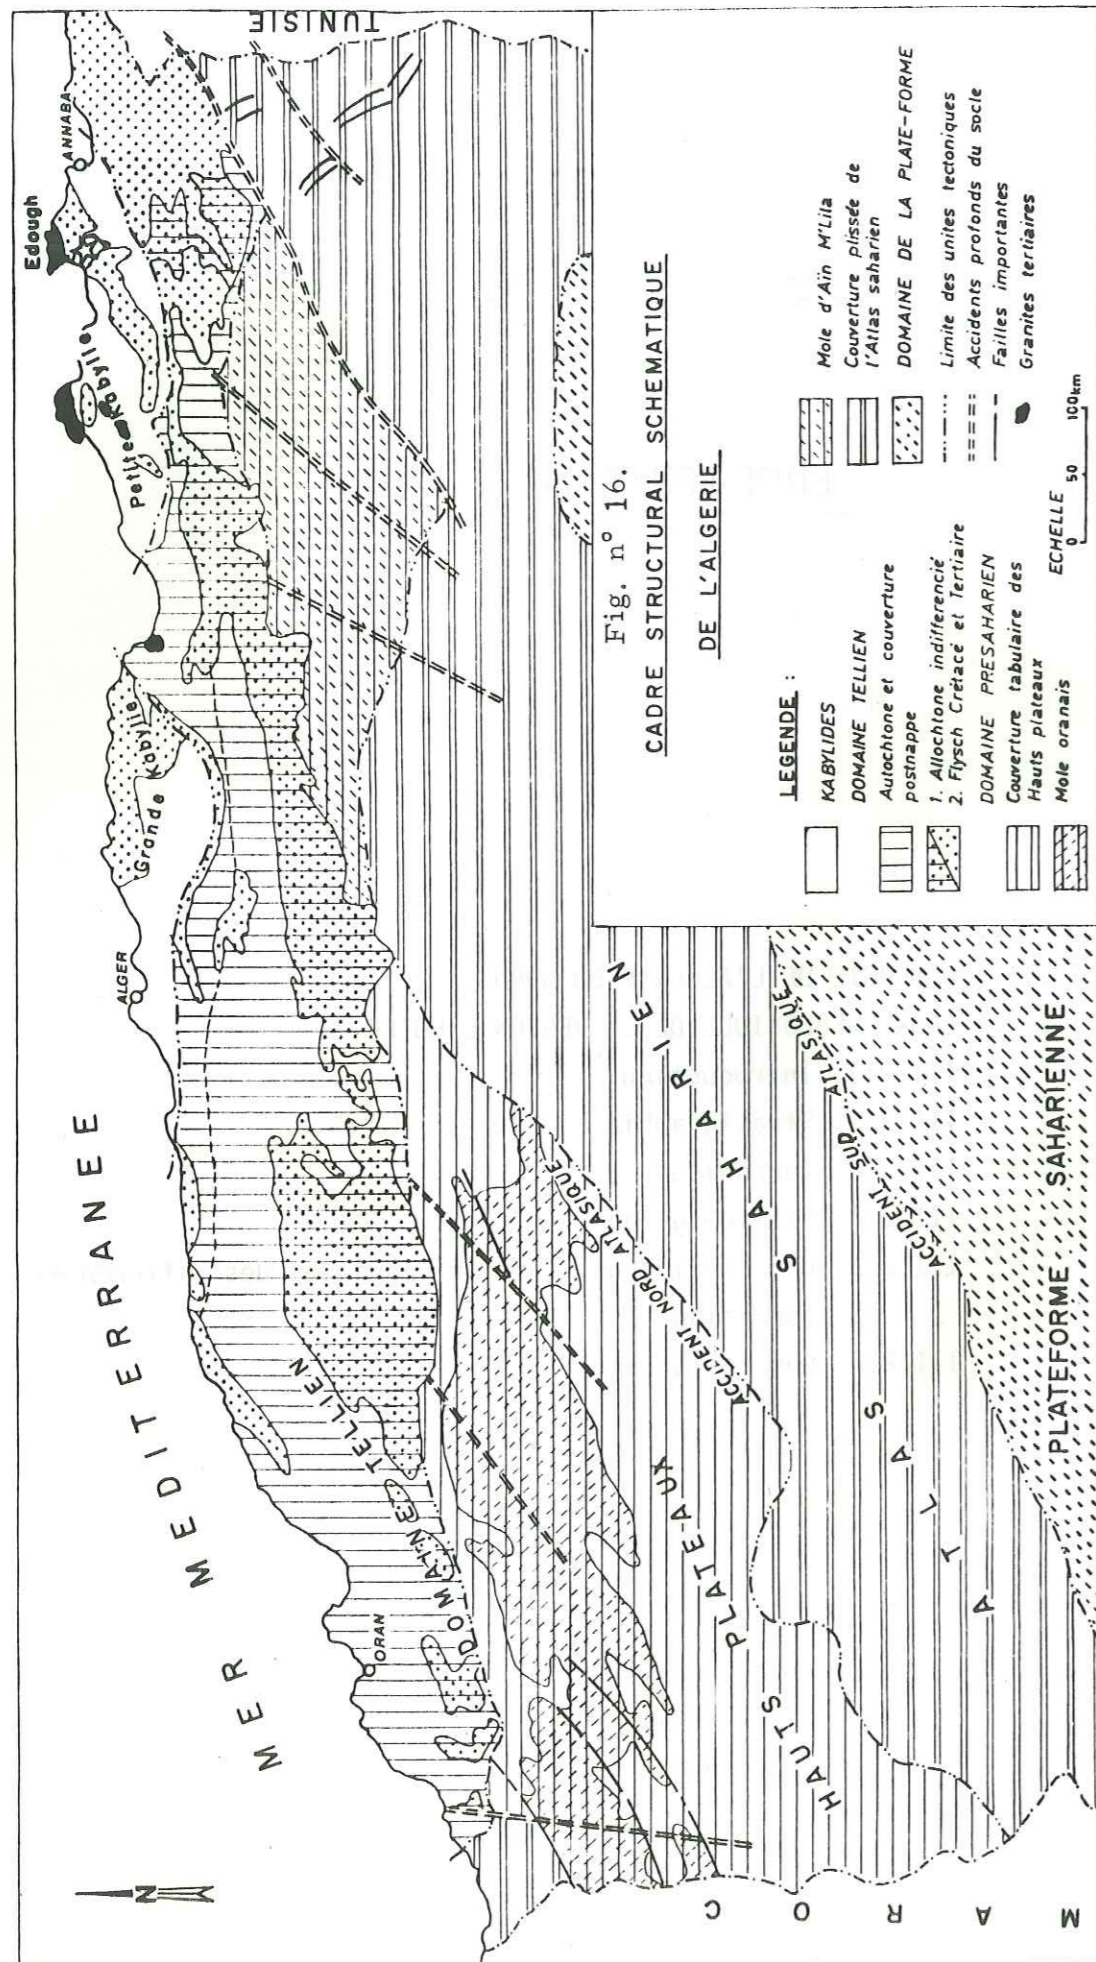 MER MEDITERRANEE
TUNISIE
MAROC
Edough
ANNABA
Petite Kabylie
Grande Kabylie
ALGER
ORAN
DOMAINE TELLIEN
HAUTS PLATEAUX
ACCIDENT NORD ATLASIQUE
ATLAS SAHARIEN
ACCIDENT SUD ATLASIQUE
PLATEFORME SAHARIENNE
N
Fig. n° 16.
CADRE STRUCTURAL SCHEMATIQUE
DE L'ALGERIE
LEGENDE :
KABYLIDES
DOMAINE TELLIEN
Autochtone et couverture
postnappe
1. Allochtone indifferencié
2. Flysch Crétacé et Tertiaire
DOMAINE PRESAHARIEN
Couverture tabulaire des
Hauts plateaux
Mole oranais
Mole d'Aïn M'Lila
Couverture plissée de
l'Atlas saharien
DOMAINE DE LA PLATE-FORME
Limite des unites tectoniques
Accidents profonds du socle
Failles importantes
Granites tertiaires
ECHELLE
0 50 100km